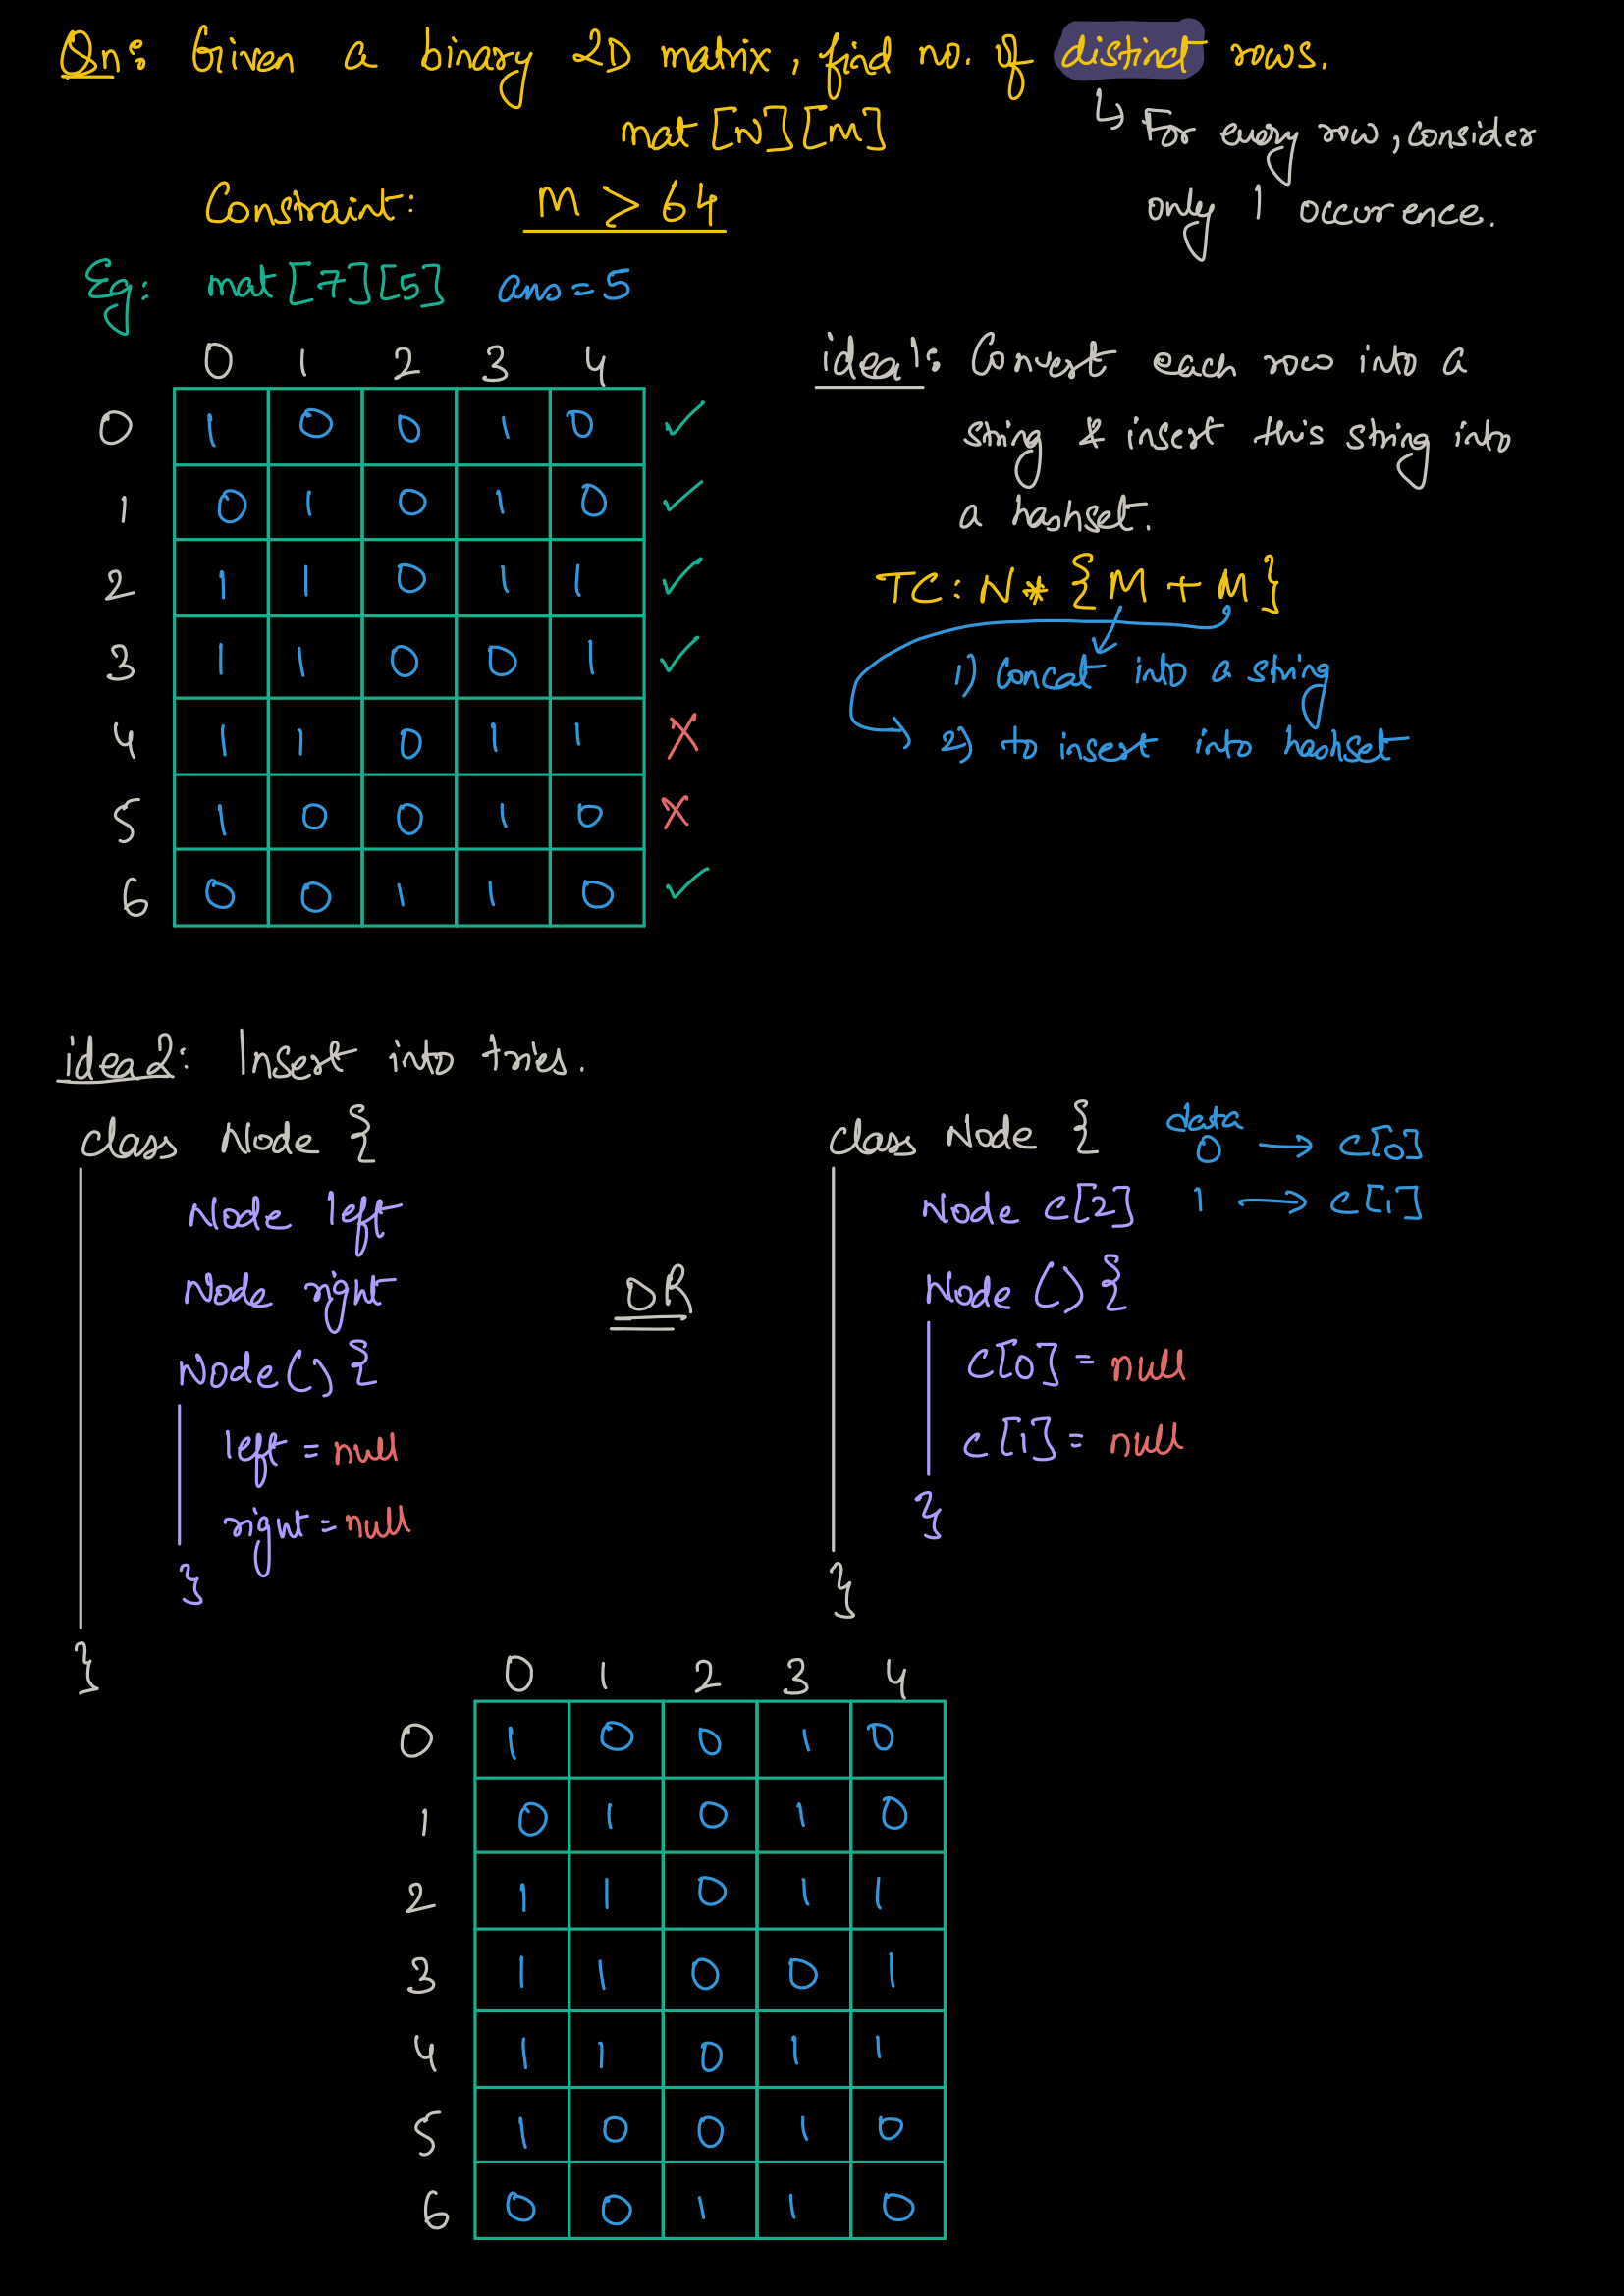 Qn: Given a binary 2D matrix, find no. of distinct rows.
mat[N][M]
↳ For every row, consider
only 1 occurrence.
Constraint: M > 64
Eg: mat[7][5] ans = 5
0 1 2 3 4
0 1 0 0 1 0 ✓
1 0 1 0 1 0 ✓
2 1 1 0 1 1 ✓
3 1 1 0 0 1 ✓
4 1 1 0 1 1 X
5 1 0 0 1 0 X
6 0 0 1 1 0 ✓
idea1: Convert each row into a
string & insert this string into
a hashset.
TC: N * {M + M}
1) Concat into a string
2) to insert into hashset
idea2: Insert into tries.
class Node {
Node left
Node right
Node() {
left = null
right = null
}
}
OR
class Node {
Node c[2]
Node () {
c[0] = null
c[1] = null
}
}
data
0 → c[0]
1 → c[1]
0 1 2 3 4
0 1 0 0 1 0
1 0 1 0 1 0
2 1 1 0 1 1
3 1 1 0 0 1
4 1 1 0 1 1
5 1 0 0 1 0
6 0 0 1 1 0